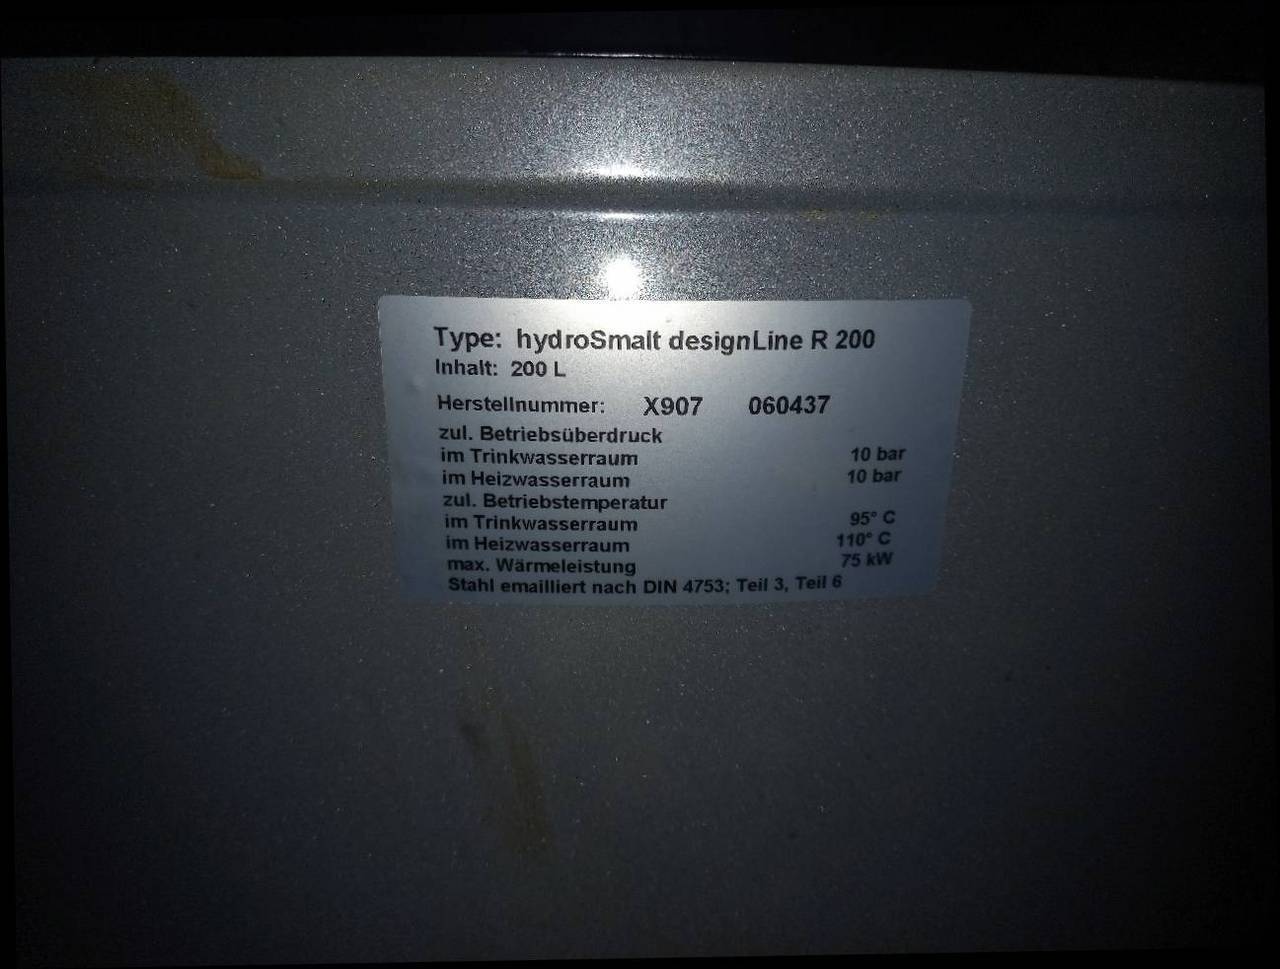 Type: hydroSmalt designLine R 200
Inhalt: 200 L
Herstellnummer: X907 060437
zul. Betriebsüberdruck
im Trinkwasserraum 10 bar
im Heizwasserraum 10 bar
zul. Betriebstemperatur
im Trinkwasserraum 95° C
im Heizwasserraum 110° C
max. Wärmeleistung 75 kW
Stahl emailliert nach DIN 4753; Teil 3, Teil 6